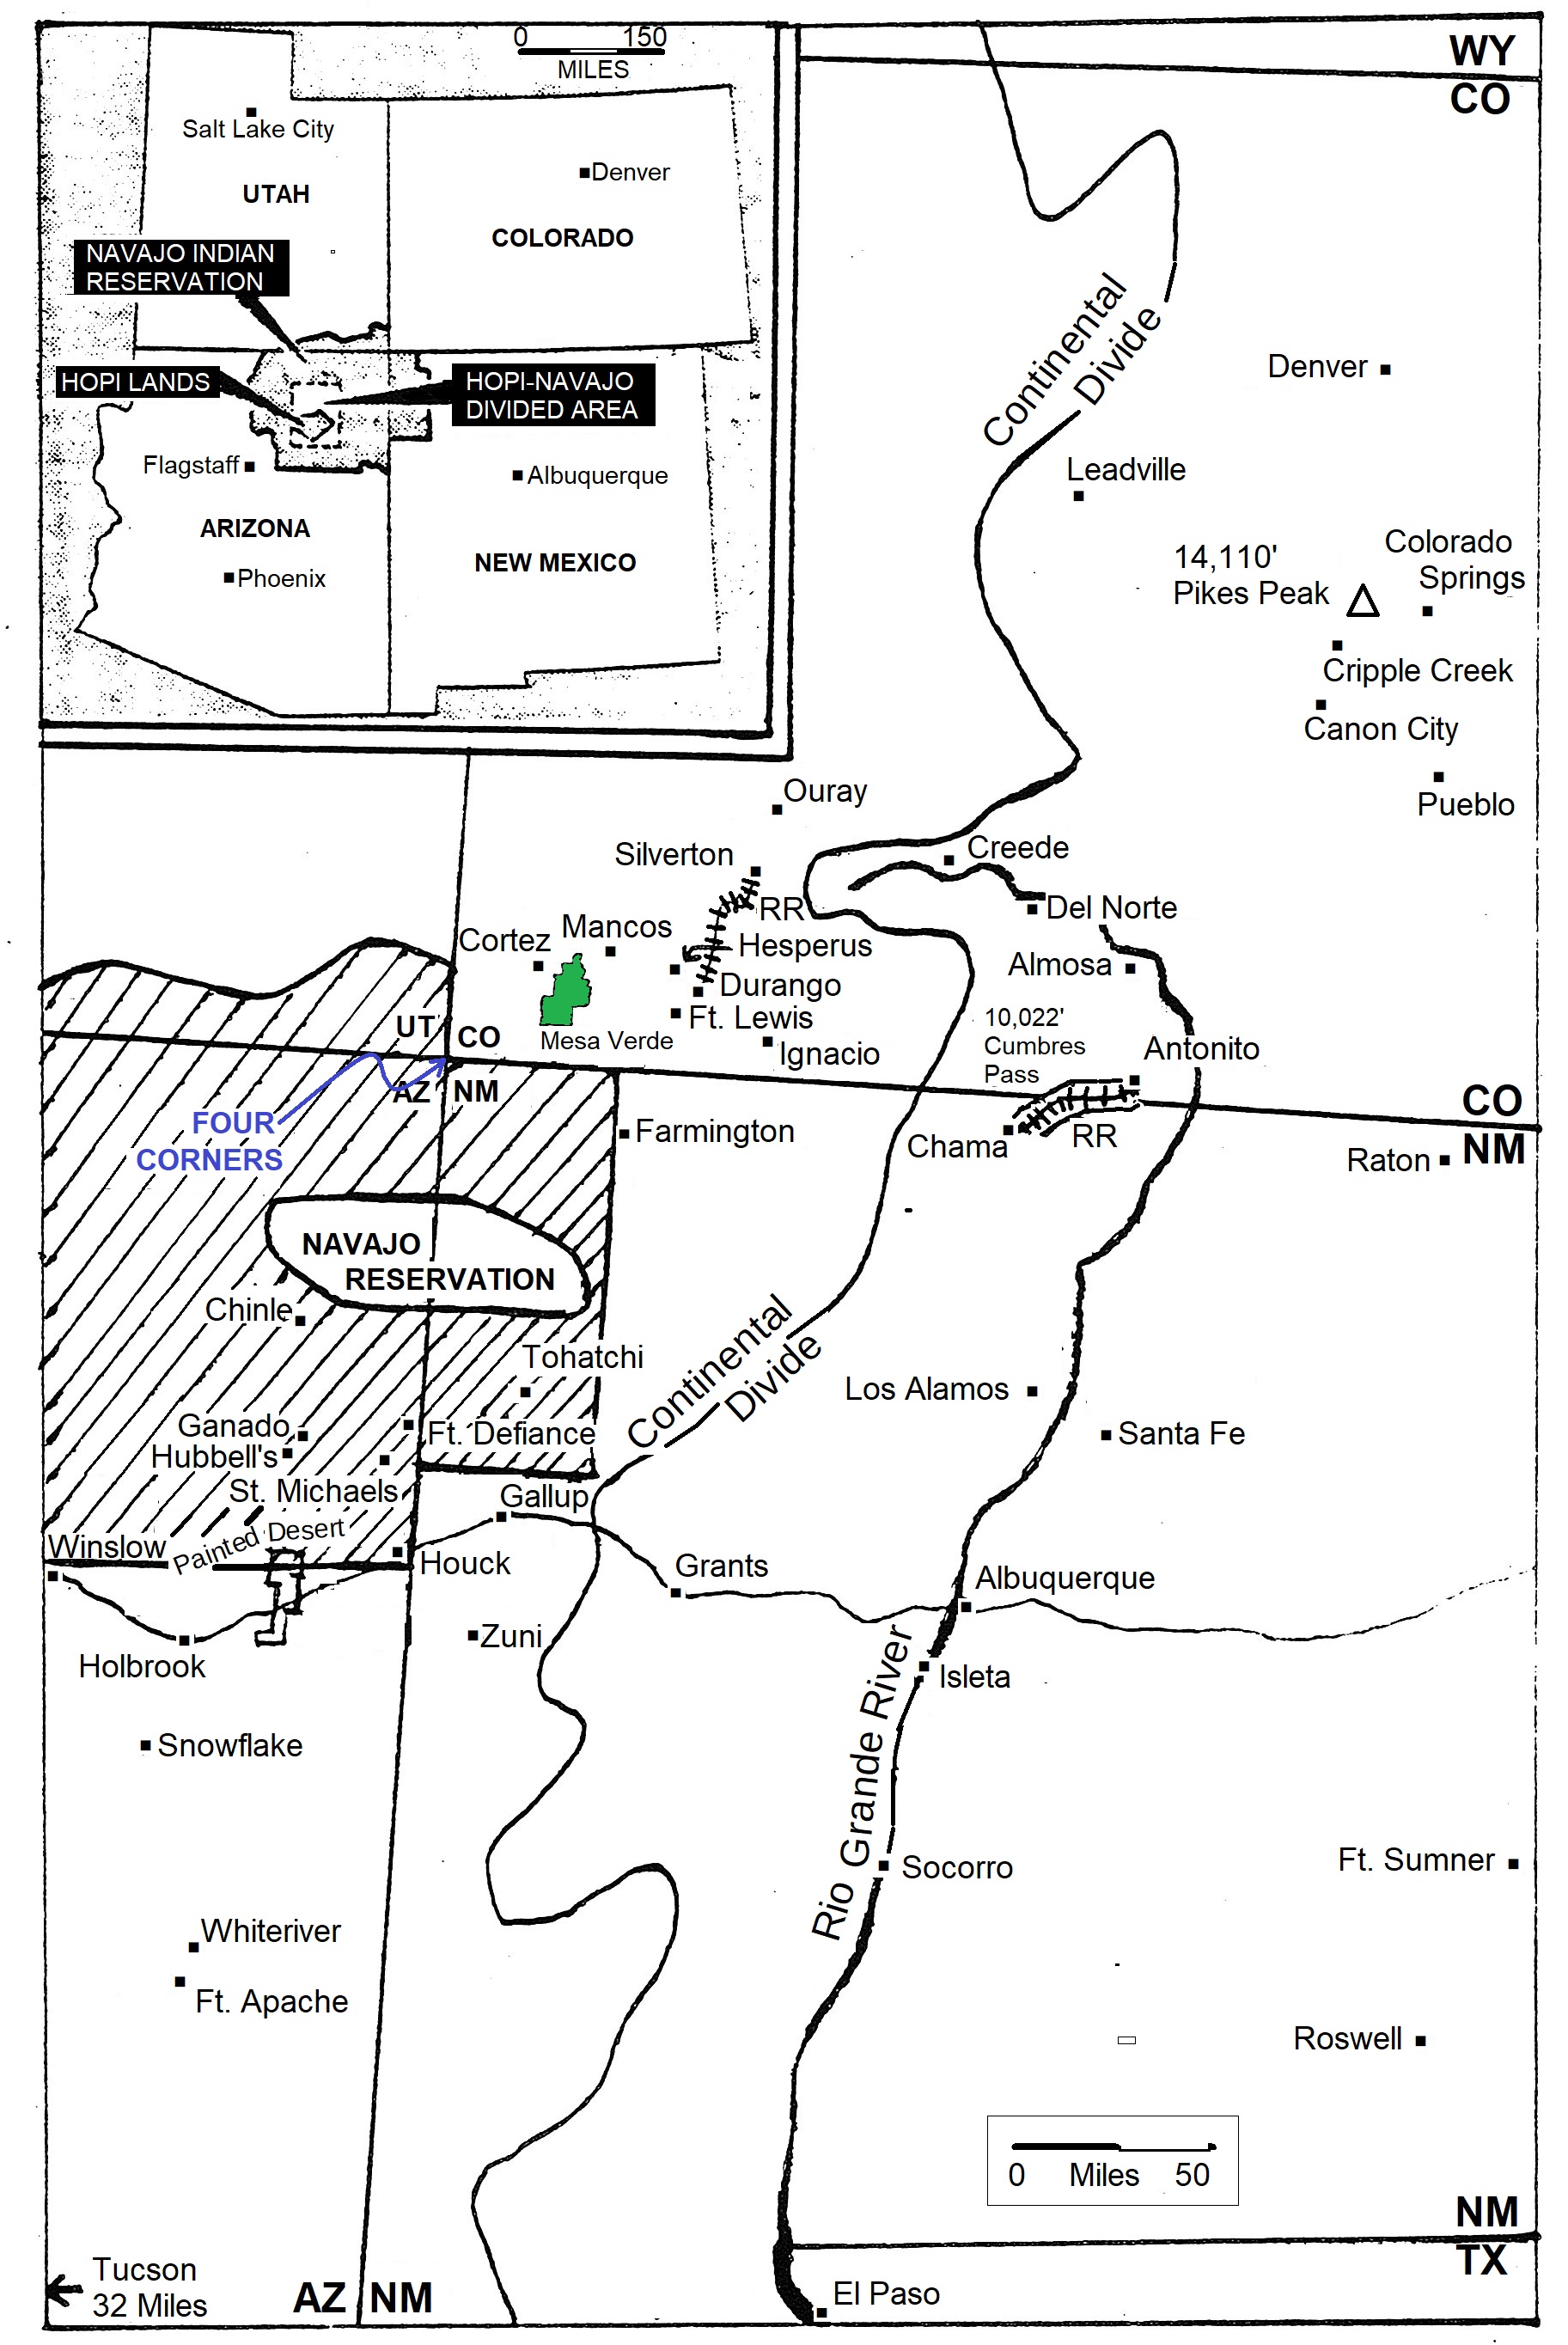 0 150
MILES
Salt Lake City
UTAH
Denver
COLORADO
NAVAJO INDIAN
RESERVATION
HOPI LANDS
HOPI-NAVAJO
DIVIDED AREA
Flagstaff
Albuquerque
ARIZONA
NEW MEXICO
Phoenix
WY
CO
Continental
Divide
Denver
Leadville
14,110'
Pikes Peak
Colorado
Springs
Cripple Creek
Canon City
Pueblo
Ouray
Silverton
Creede
RR
Del Norte
Cortez
Mancos
Hesperus
Almosa
Durango
Ft. Lewis
Mesa Verde
Ignacio
10,022'
Cumbres
Pass
Antonito
UT
CO
AZ
NM
FOUR
CORNERS
Farmington
Chama
RR
CO
NM
Raton
NAVAJO
RESERVATION
Chinle
Tohatchi
Continental
Divide
Los Alamos
Santa Fe
Ganado
Hubbell's
Ft. Defiance
St. Michaels
Gallup
Painted Desert
Winslow
Houck
Grants
Albuquerque
Holbrook
Zuni
Isleta
Rio Grande River
Snowflake
Socorro
Ft. Sumner
Whiteriver
Ft. Apache
Roswell
0 Miles 50
NM
TX
Tucson
32 Miles
AZ
NM
El Paso